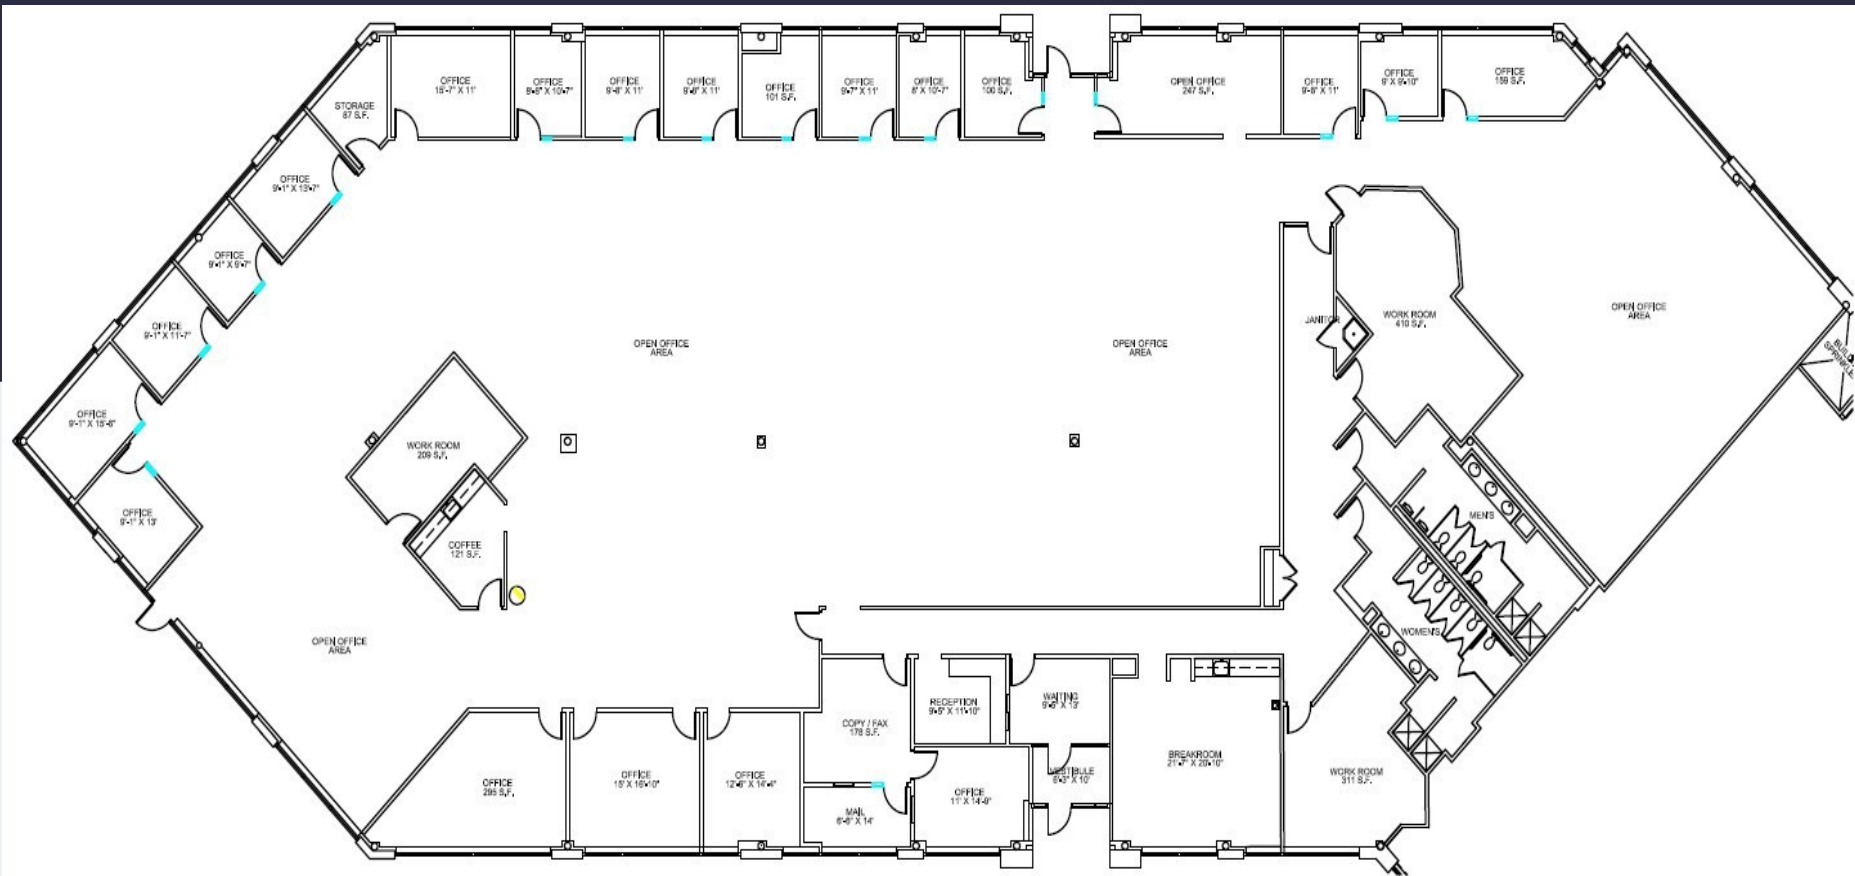 OFFICE
15'-7" X 11'
OFFICE
8'-8" X 10'-7"
OFFICE
9'-8" X 11'
OFFICE
9'-8" X 11'
OFFICE
101 S.F.
OFFICE
9'-7" X 11'
OFFICE
8' X 10'-7"
OFFICE
100 S.F.
OPEN OFFICE
247 S.F.
OFFICE
9'-8" X 11'
OFFICE
9' X 9'-10"
OFFICE
159 S.F.
STORAGE
87 S.F.
OFFICE
9'-1" X 13'-7"
OFFICE
9'-1" X 9'-7"
OFFICE
9'-1" X 11'-7"
OFFICE
9'-1" X 15'-8"
OFFICE
9'-1" X 13'
OPEN OFFICE
AREA
OPEN OFFICE
AREA
JANITOR
WORK ROOM
410 S.F.
OPEN OFFICE
AREA
WORK ROOM
209 S.F.
COFFEE
121 S.F.
MEN'S
WOMEN'S
OPEN OFFICE
AREA
OFFICE
295 S.F.
OFFICE
15' X 16'-10"
OFFICE
12'-8" X 14'-4"
COPY / FAX
178 S.F.
MAIL
6'-6" X 14'
RECEPTION
9'-5" X 11'-10"
WAITING
9'-6" X 13'
OFFICE
11' X 14'-9"
VESTIBULE
6'-3" X 10'
BREAKROOM
21'-7" X 20'-10"
WORK ROOM
311 S.F.